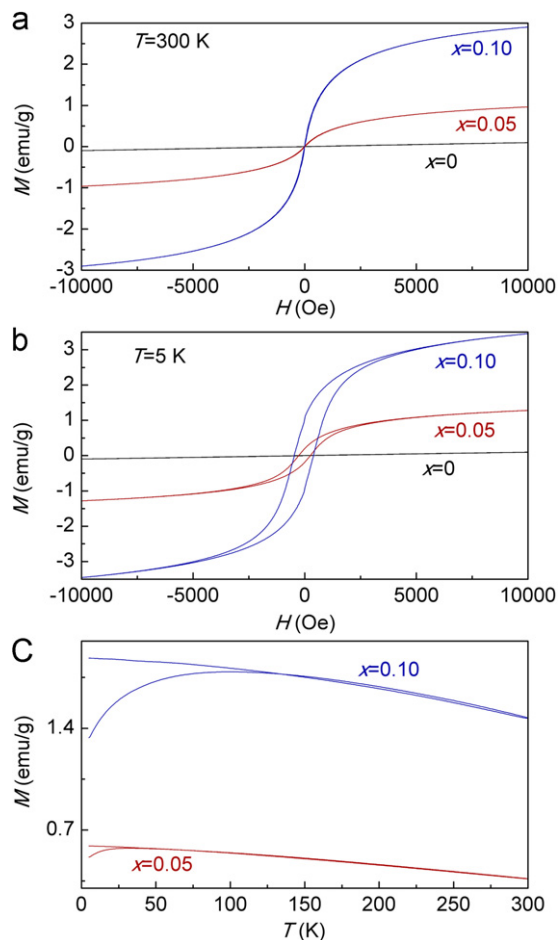 a
T=300 K
x=0.10
x=0.05
x=0
M (emu/g)
3
2
1
0
-1
-2
-3
-10000 -5000 0 5000 10000
H (Oe)
b
T=5 K
x=0.10
x=0.05
x=0
M (emu/g)
3
2
1
0
-1
-2
-3
-10000 -5000 0 5000 10000
H (Oe)
C
x=0.10
x=0.05
M (emu/g)
1.4
0.7
0 50 100 150 200 250 300
T (K)